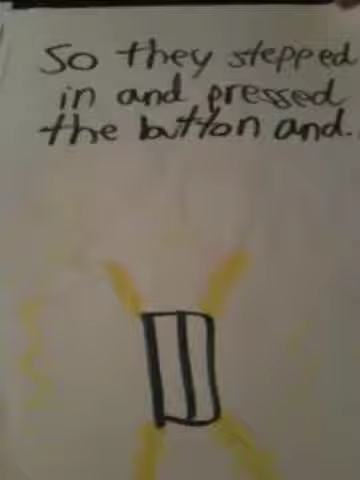 So they stepped
in and pressed
the button and.